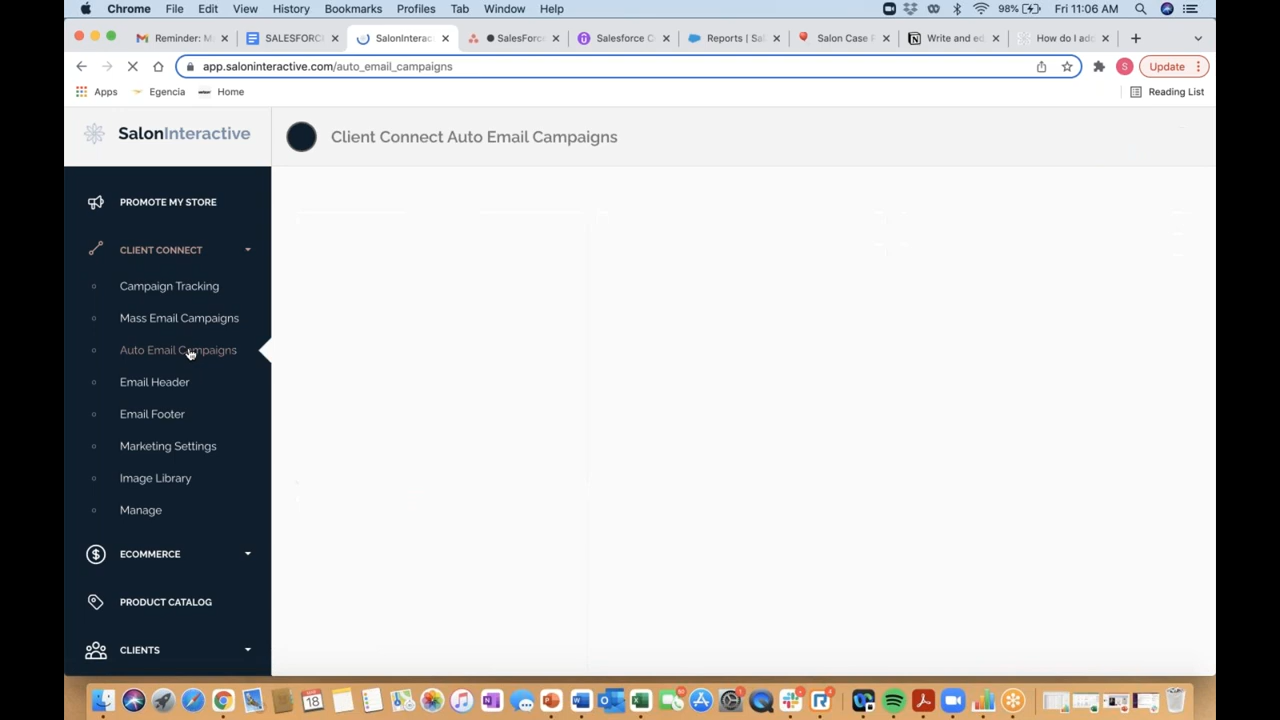 Chrome File Edit View History Bookmarks Profiles Tab Window Help 98% Fri 11:06 AM
Reminder: M SALESFORC SalonInterac SalesForc Salesforce C Reports | Sal Salon Case F Write and ed How do I add
app.saloninteractive.com/auto_email_campaigns S Update
Apps Egencia Home Reading List
SalonInteractive Client Connect Auto Email Campaigns
PROMOTE MY STORE
CLIENT CONNECT
Campaign Tracking
Mass Email Campaigns
Auto Email Campaigns
Email Header
Email Footer
Marketing Settings
Image Library
Manage
$ ECOMMERCE
PRODUCT CATALOG
CLIENTS
18